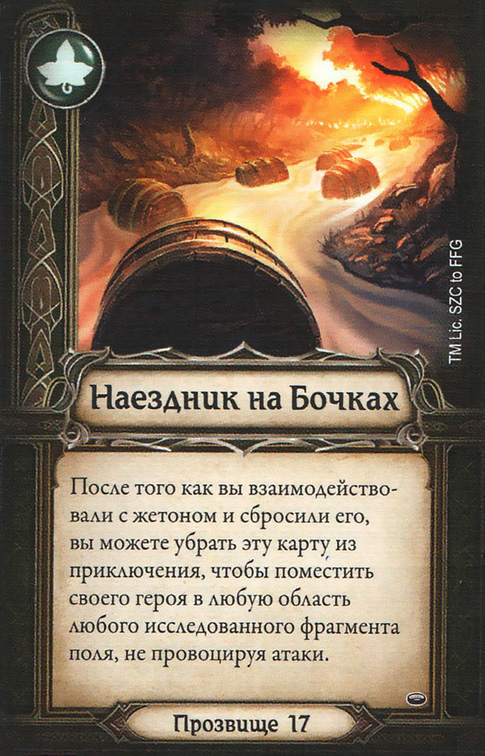 TM Lic. SZC to FFG
Наездник на Бочках
После того как вы взаимодейство-
вали с жетоном и сбросили его,
вы можете убрать эту карту из
приключения, чтобы поместить
своего героя в любую область
любого исследованного фрагмента
поля, не провоцируя атаки.
Прозвище 17